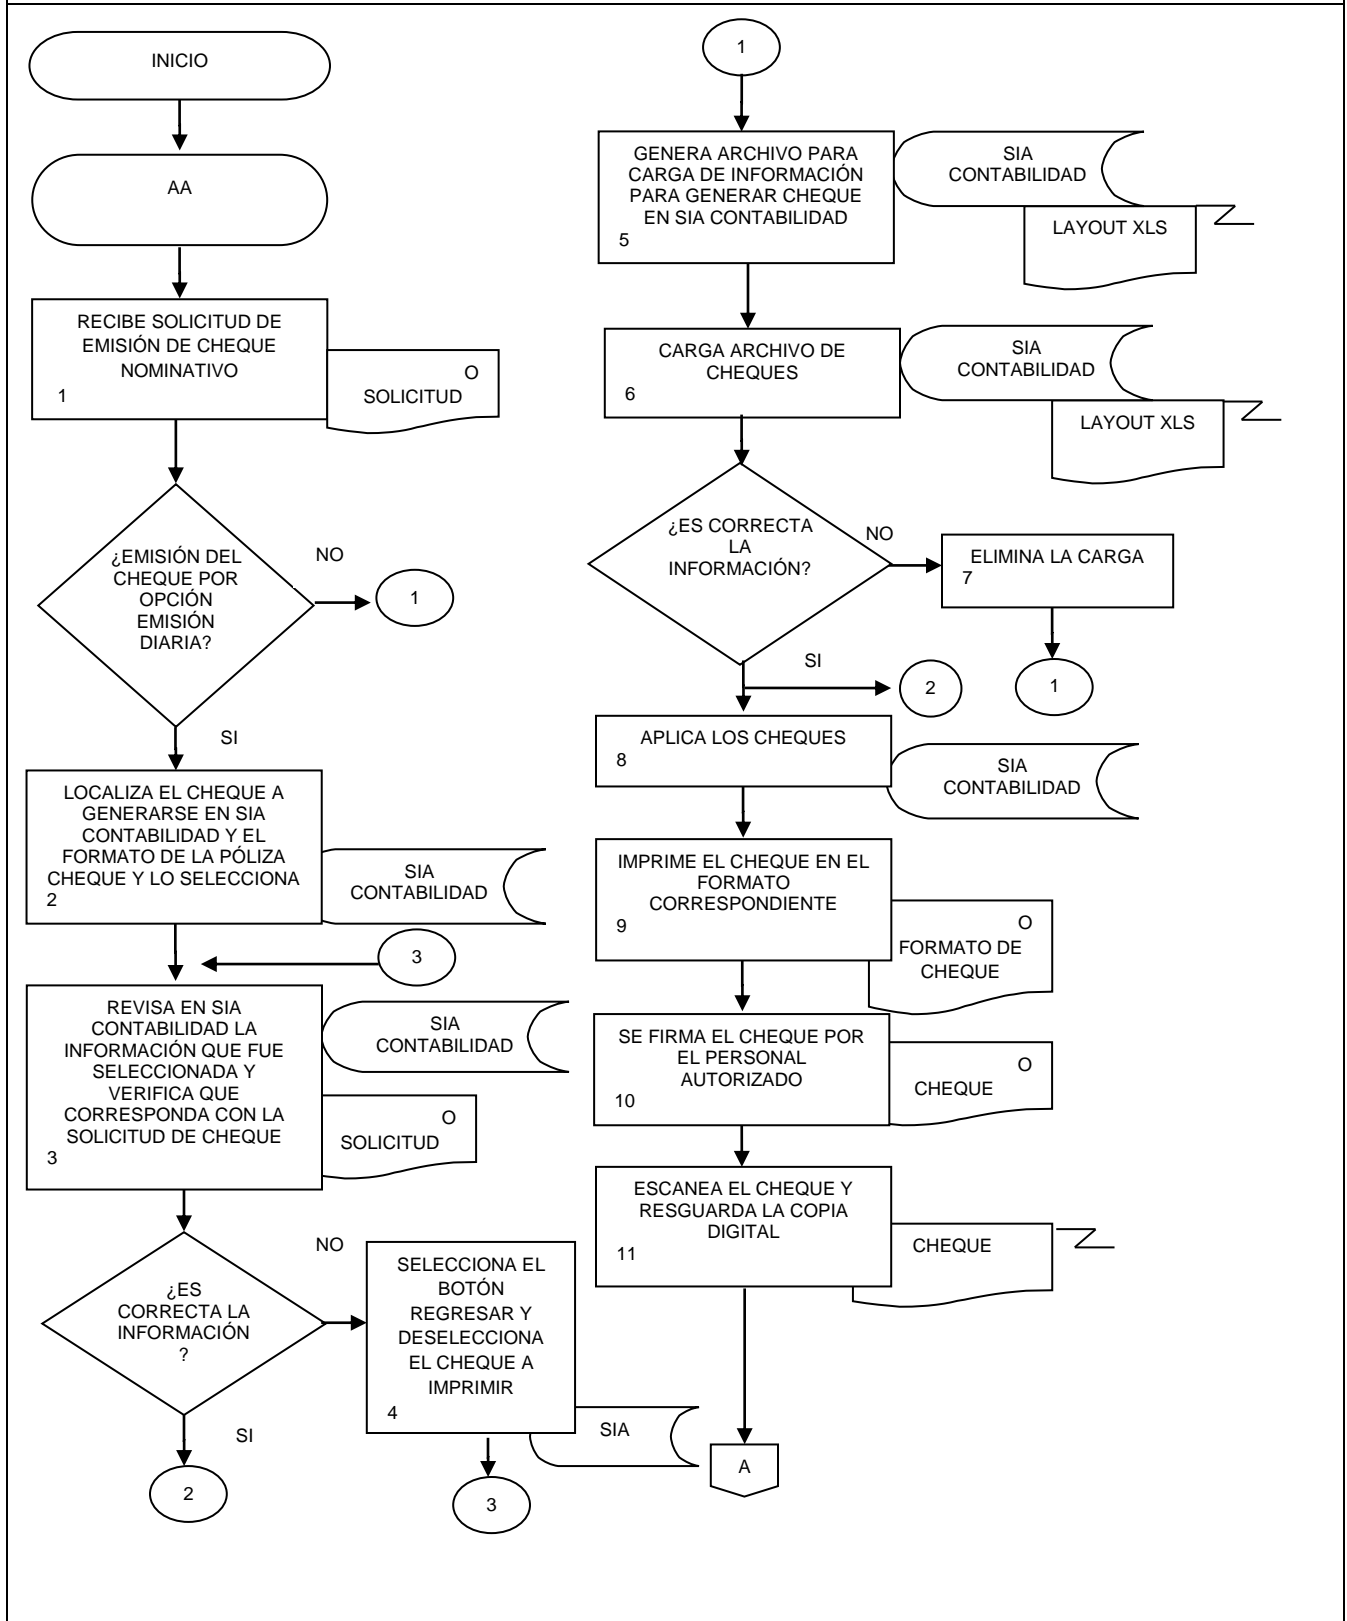 INICIO
AA
RECIBE SOLICITUD DE
EMISIÓN DE CHEQUE
NOMINATIVO
1
O
SOLICITUD
¿EMISIÓN DEL
CHEQUE POR
OPCIÓN
EMISIÓN
DIARIA?
NO
1
SI
LOCALIZA EL CHEQUE A
GENERARSE EN SIA
CONTABILIDAD Y EL
FORMATO DE LA PÓLIZA
CHEQUE Y LO SELECCIONA
2
SIA
CONTABILIDAD
3
REVISA EN SIA
CONTABILIDAD LA
INFORMACIÓN QUE FUE
SELECCIONADA Y
VERIFICA QUE
CORRESPONDA CON LA
SOLICITUD DE CHEQUE
3
SIA
CONTABILIDAD
O
SOLICITUD
¿ES
CORRECTA LA
INFORMACIÓN
?
NO
SI
2
SELECCIONA EL
BOTÓN
REGRESAR Y
DESELECCIONA
EL CHEQUE A
IMPRIMIR
4
SIA
3
1
GENERA ARCHIVO PARA
CARGA DE INFORMACIÓN
PARA GENERAR CHEQUE
EN SIA CONTABILIDAD
5
SIA
CONTABILIDAD
LAYOUT XLS
CARGA ARCHIVO DE
CHEQUES
6
SIA
CONTABILIDAD
LAYOUT XLS
¿ES CORRECTA
LA
INFORMACIÓN?
NO
ELIMINA LA CARGA
7
1
SI
2
APLICA LOS CHEQUES
8
SIA
CONTABILIDAD
IMPRIME EL CHEQUE EN EL
FORMATO
CORRESPONDIENTE
9
O
FORMATO DE
CHEQUE
SE FIRMA EL CHEQUE POR
EL PERSONAL
AUTORIZADO
10
O
CHEQUE
ESCANEA EL CHEQUE Y
RESGUARDA LA COPIA
DIGITAL
11
CHEQUE
A